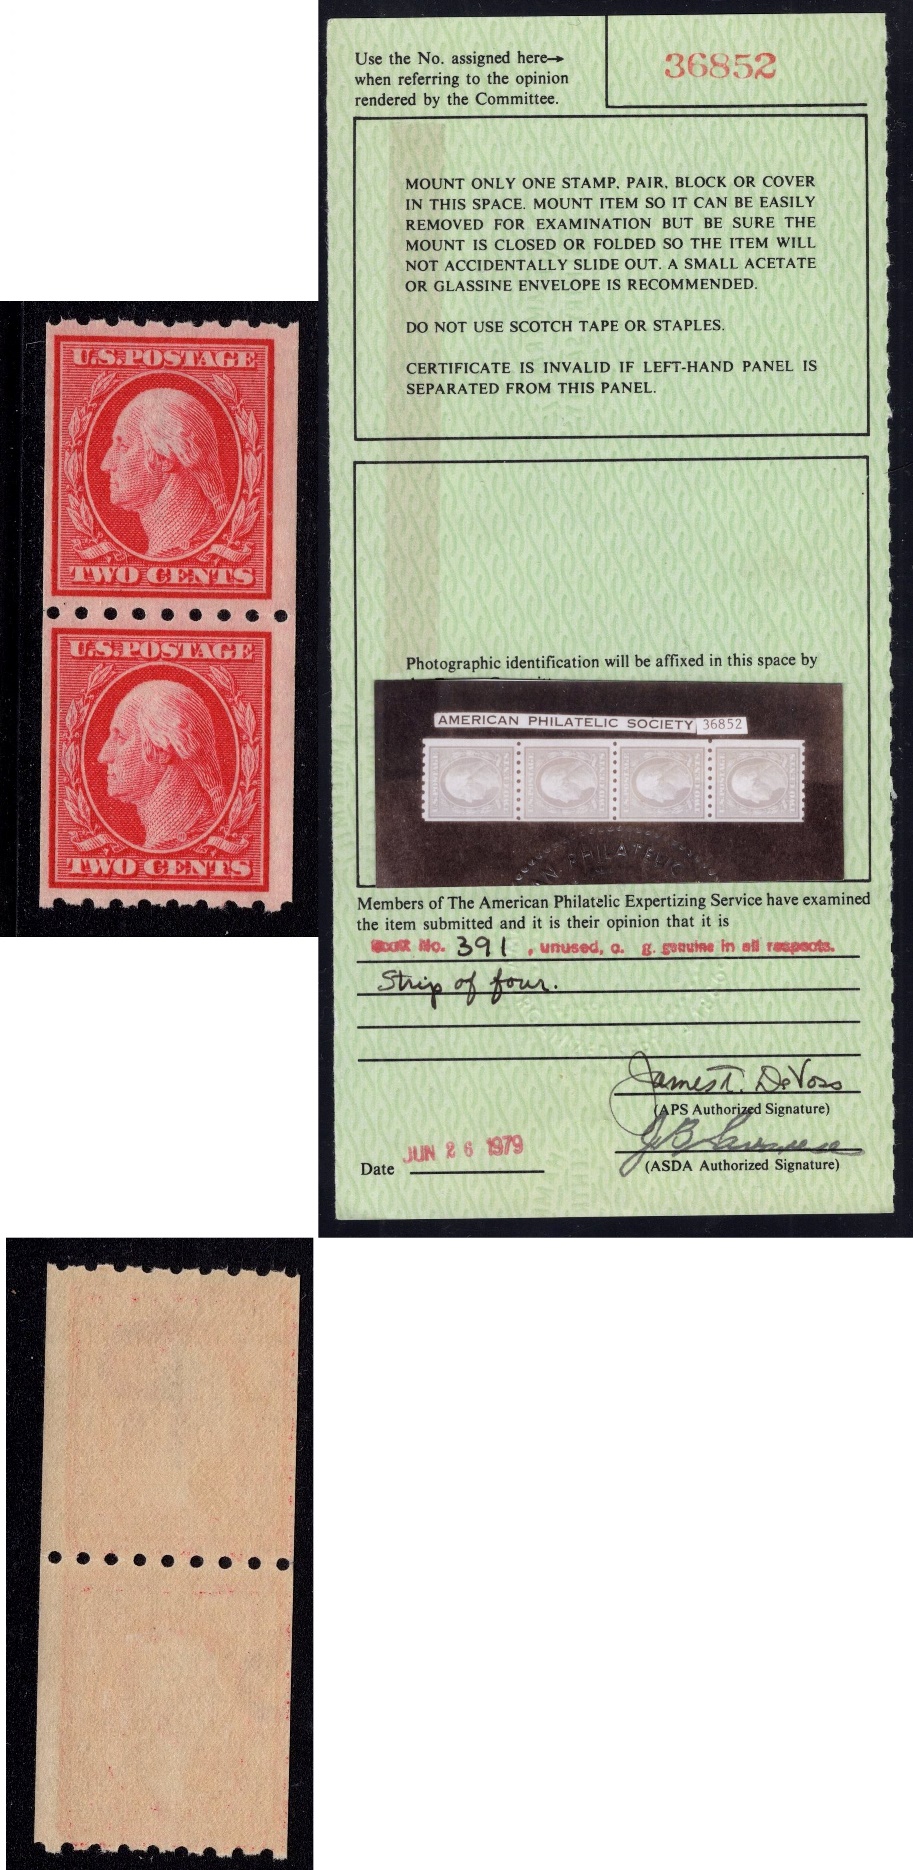 Use the No. assigned here→
when referring to the opinion
rendered by the Committee.
36852
MOUNT ONLY ONE STAMP, PAIR, BLOCK OR COVER
IN THIS SPACE. MOUNT ITEM SO IT CAN BE EASILY
REMOVED FOR EXAMINATION BUT BE SURE THE
MOUNT IS CLOSED OR FOLDED SO THE ITEM WILL
NOT ACCIDENTALLY SLIDE OUT. A SMALL ACETATE
OR GLASSINE ENVELOPE IS RECOMMENDED.
DO NOT USE SCOTCH TAPE OR STAPLES.
CERTIFICATE IS INVALID IF LEFT-HAND PANEL IS
SEPARATED FROM THIS PANEL.
U.S. POSTAGE
TWO CENTS
U.S. POSTAGE
TWO CENTS
Photographic identification will be affixed in this space by
AMERICAN PHILATELIC SOCIETY 36852
N. PHILATELIC
Members of The American Philatelic Expertizing Service have examined
the item submitted and it is their opinion that it is
Scott No. 391, unused, o. g. genuine in all respects.
Strip of four.
James T. DeVoss
(APS Authorized Signature)
(ASDA Authorized Signature)
Date JUN 26 1979